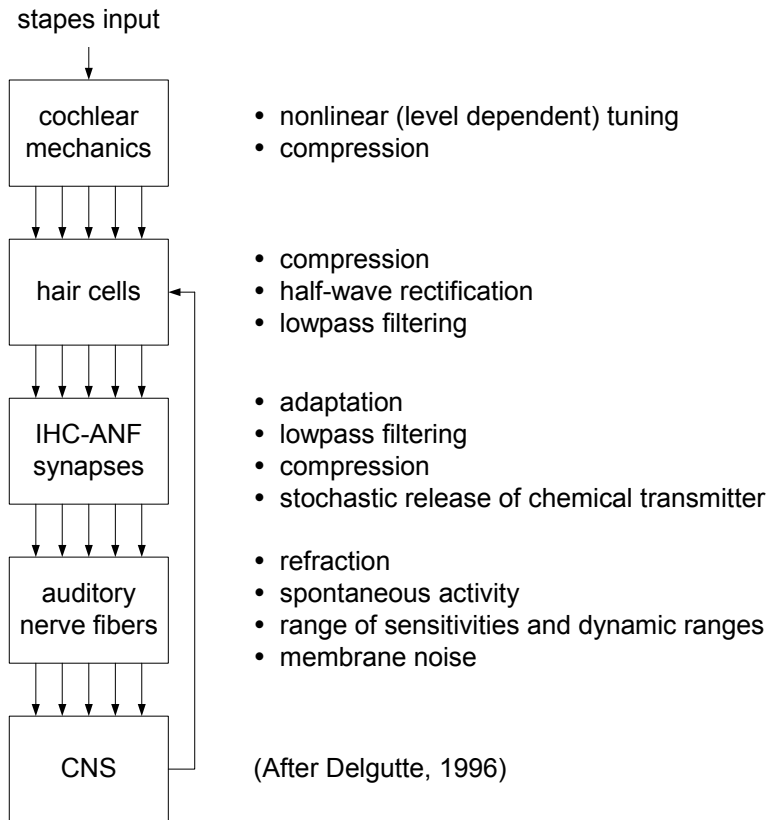 stapes input
cochlear
mechanics
• nonlinear (level dependent) tuning
• compression
hair cells
• compression
• half-wave rectification
• lowpass filtering
IHC-ANF
synapses
• adaptation
• lowpass filtering
• compression
• stochastic release of chemical transmitter
auditory
nerve fibers
• refraction
• spontaneous activity
• range of sensitivities and dynamic ranges
• membrane noise
CNS
(After Delgutte, 1996)